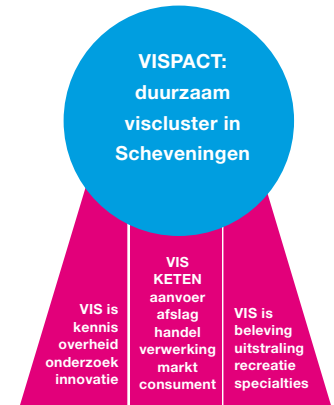 VISPACT:
duurzaam
viscluster in
Scheveningen
VIS is
kennis
overheid
onderzoek
innovatie
VIS
KETEN
aanvoer
afslag
handel
verwerking
markt
consument
VIS is
beleving
uitstraling
recreatie
specialties